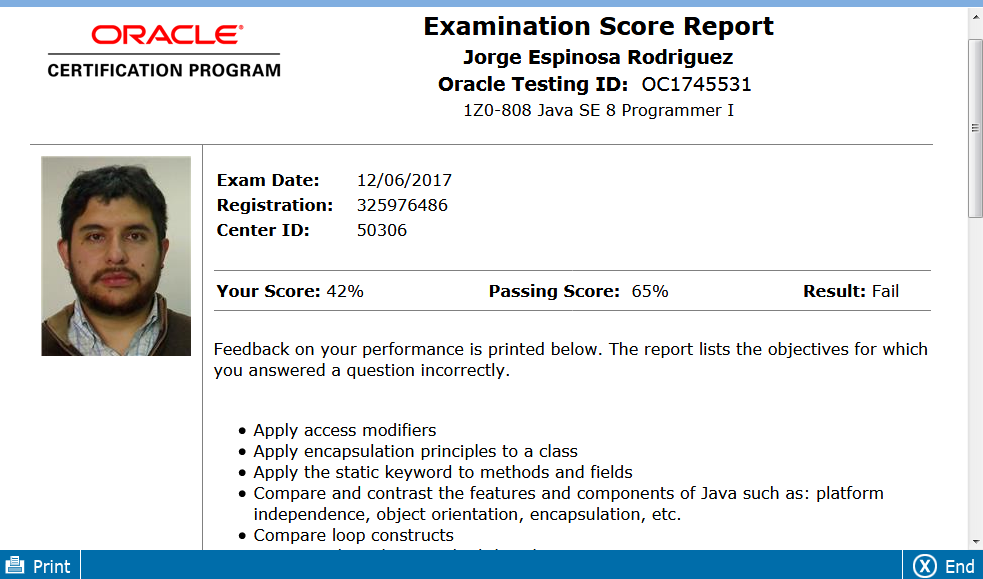 ORACLE
CERTIFICATION PROGRAM
Examination Score Report
Jorge Espinosa Rodriguez
Oracle Testing ID: OC1745531
1Z0-808 Java SE 8 Programmer I
Exam Date: 12/06/2017
Registration: 325976486
Center ID: 50306
Your Score: 42% Passing Score: 65% Result: Fail
Feedback on your performance is printed below. The report lists the objectives for which
you answered a question incorrectly.
• Apply access modifiers
• Apply encapsulation principles to a class
• Apply the static keyword to methods and fields
• Compare and contrast the features and components of Java such as: platform
independence, object orientation, encapsulation, etc.
• Compare loop constructs
Print
End